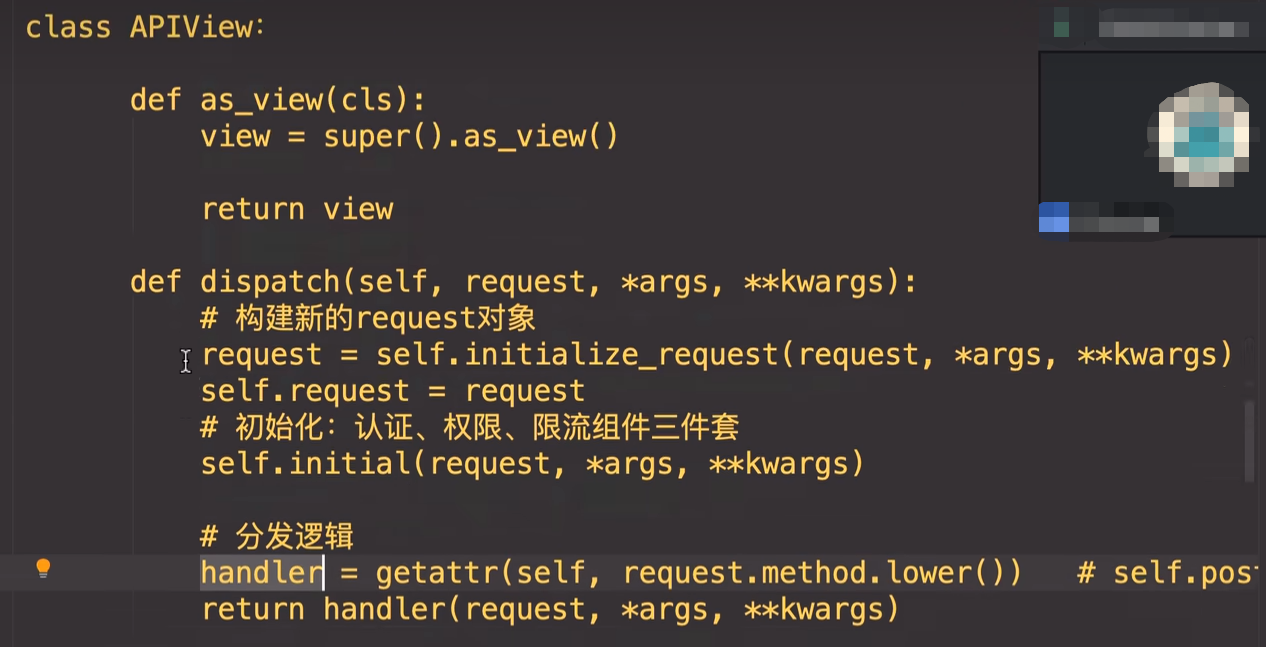 class APIView:
def as_view(cls):
view = super().as_view()
return view
def dispatch(self, request, *args, **kwargs):
# 构建新的request对象
request = self.initialize_request(request, *args, **kwargs)
self.request = request
# 初始化：认证、权限、限流组件三件套
self.initial(request, *args, **kwargs)
# 分发逻辑
handler = getattr(self, request.method.lower())   # self.pos
return handler(request, *args, **kwargs)